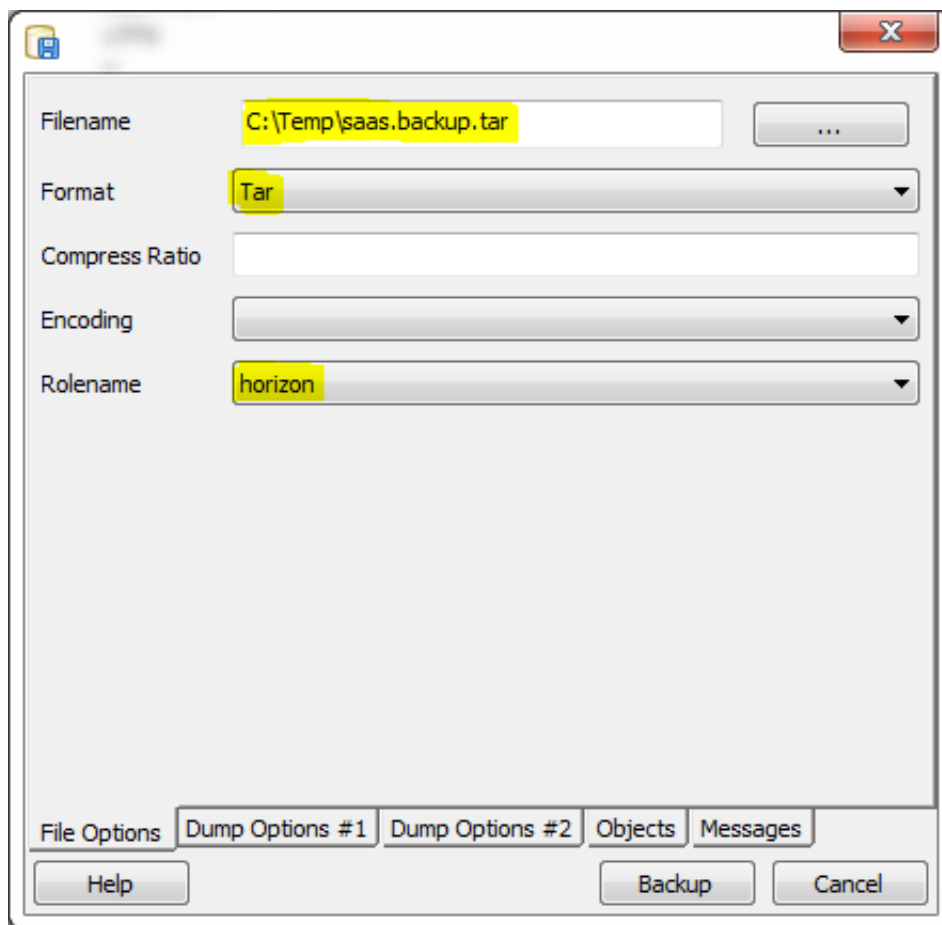 Filename C:\Temp\saas.backup.tar ...
Format Tar
Compress Ratio
Encoding
Rolename horizon
File Options Dump Options #1 Dump Options #2 Objects Messages
Help Backup Cancel